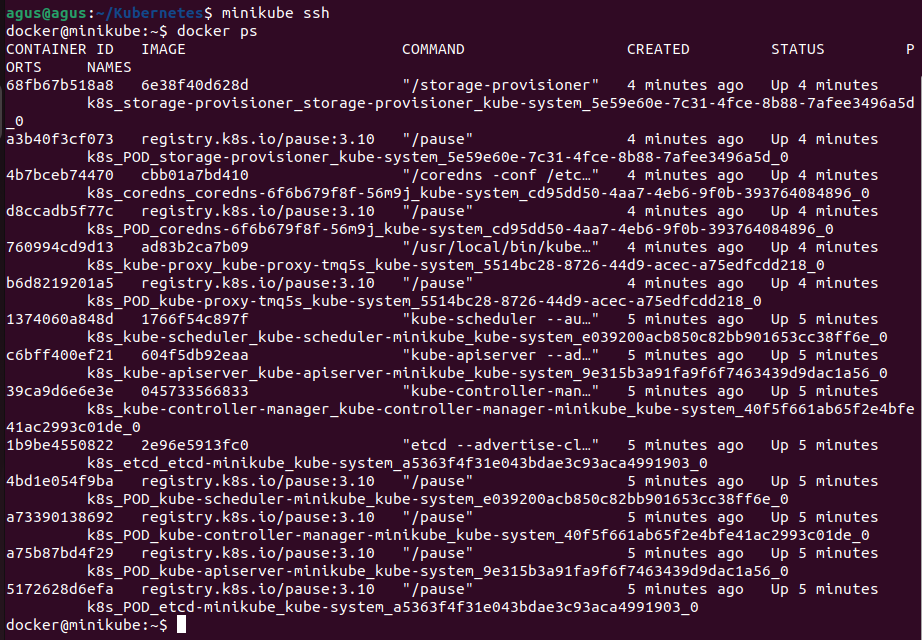 agus@agus:~/Kubernetes$ minikube ssh
docker@minikube:~$ docker ps
CONTAINER ID   IMAGE                       COMMAND                  CREATED         STATUS         P
ORTS     NAMES
68fb67b518a8   6e38f40d628d                "/storage-provisioner"   4 minutes ago   Up 4 minutes
         k8s_storage-provisioner_storage-provisioner_kube-system_5e59e60e-7c31-4fce-8b88-7afee3496a5d
_0
a3b40f3cf073   registry.k8s.io/pause:3.10   "/pause"                 4 minutes ago   Up 4 minutes
         k8s_POD_storage-provisioner_kube-system_5e59e60e-7c31-4fce-8b88-7afee3496a5d_0
4b7bceb74470   cbb01a7bd410                "/coredns -conf /etc…"   4 minutes ago   Up 4 minutes
         k8s_coredns_coredns-6f6b679f8f-56m9j_kube-system_cd95dd50-4aa7-4eb6-9f0b-393764084896_0
d8ccadb5f77c   registry.k8s.io/pause:3.10   "/pause"                 4 minutes ago   Up 4 minutes
         k8s_POD_coredns-6f6b679f8f-56m9j_kube-system_cd95dd50-4aa7-4eb6-9f0b-393764084896_0
760994cd9d13   ad83b2ca7b09                "/usr/local/bin/kube…"   4 minutes ago   Up 4 minutes
         k8s_kube-proxy_kube-proxy-tmq5s_kube-system_5514bc28-8726-44d9-acec-a75edfcdd218_0
b6d8219201a5   registry.k8s.io/pause:3.10   "/pause"                 4 minutes ago   Up 4 minutes
         k8s_POD_kube-proxy-tmq5s_kube-system_5514bc28-8726-44d9-acec-a75edfcdd218_0
1374060a848d   1766f54c897f                "kube-scheduler --au…"   5 minutes ago   Up 5 minutes
         k8s_kube-scheduler_kube-scheduler-minikube_kube-system_e039200acb850c82bb901653cc38ff6e_0
c6bff400ef21   604f5db92eaa                "kube-apiserver --ad…"   5 minutes ago   Up 5 minutes
         k8s_kube-apiserver_kube-apiserver-minikube_kube-system_9e315b3a91fa9f6f7463439d9dac1a56_0
39ca9d6e6e3e   045733566833                "kube-controller-man…"   5 minutes ago   Up 5 minutes
         k8s_kube-controller-manager_kube-controller-manager-minikube_kube-system_40f5f661ab65f2e4bfe
41ac2993c01de_0
1b9be4550822   2e96e5913fc0                "etcd --advertise-cl…"   5 minutes ago   Up 5 minutes
         k8s_etcd_etcd-minikube_kube-system_a5363f4f31e043bdae3c93aca4991903_0
4bd1e054f9ba   registry.k8s.io/pause:3.10   "/pause"                 5 minutes ago   Up 5 minutes
         k8s_POD_kube-scheduler-minikube_kube-system_e039200acb850c82bb901653cc38ff6e_0
a73390138692   registry.k8s.io/pause:3.10   "/pause"                 5 minutes ago   Up 5 minutes
         k8s_POD_kube-controller-manager-minikube_kube-system_40f5f661ab65f2e4bfe41ac2993c01de_0
a75b87bd4f29   registry.k8s.io/pause:3.10   "/pause"                 5 minutes ago   Up 5 minutes
         k8s_POD_kube-apiserver-minikube_kube-system_9e315b3a91fa9f6f7463439d9dac1a56_0
5172628d6efa   registry.k8s.io/pause:3.10   "/pause"                 5 minutes ago   Up 5 minutes
         k8s_POD_etcd-minikube_kube-system_a5363f4f31e043bdae3c93aca4991903_0
docker@minikube:~$